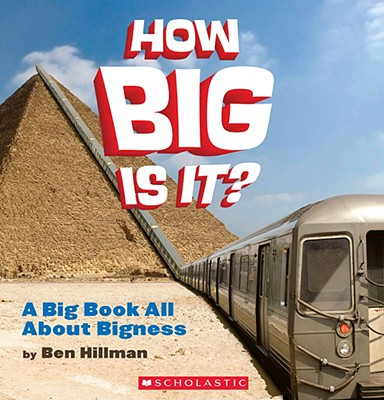 HOW
BIG
IS IT?
A Big Book All
About Bigness
by Ben Hillman
SCHOLASTIC